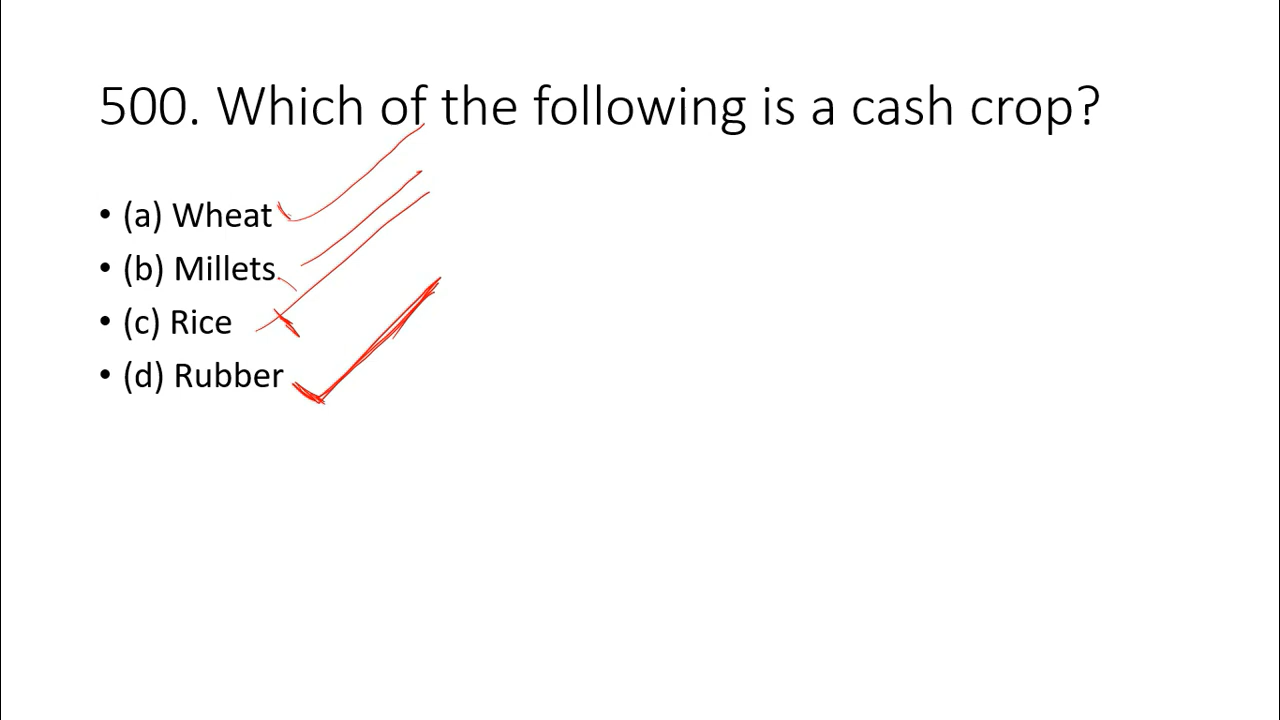 500. Which of the following is a cash crop?
• (a) Wheat
• (b) Millets
• (c) Rice
• (d) Rubber